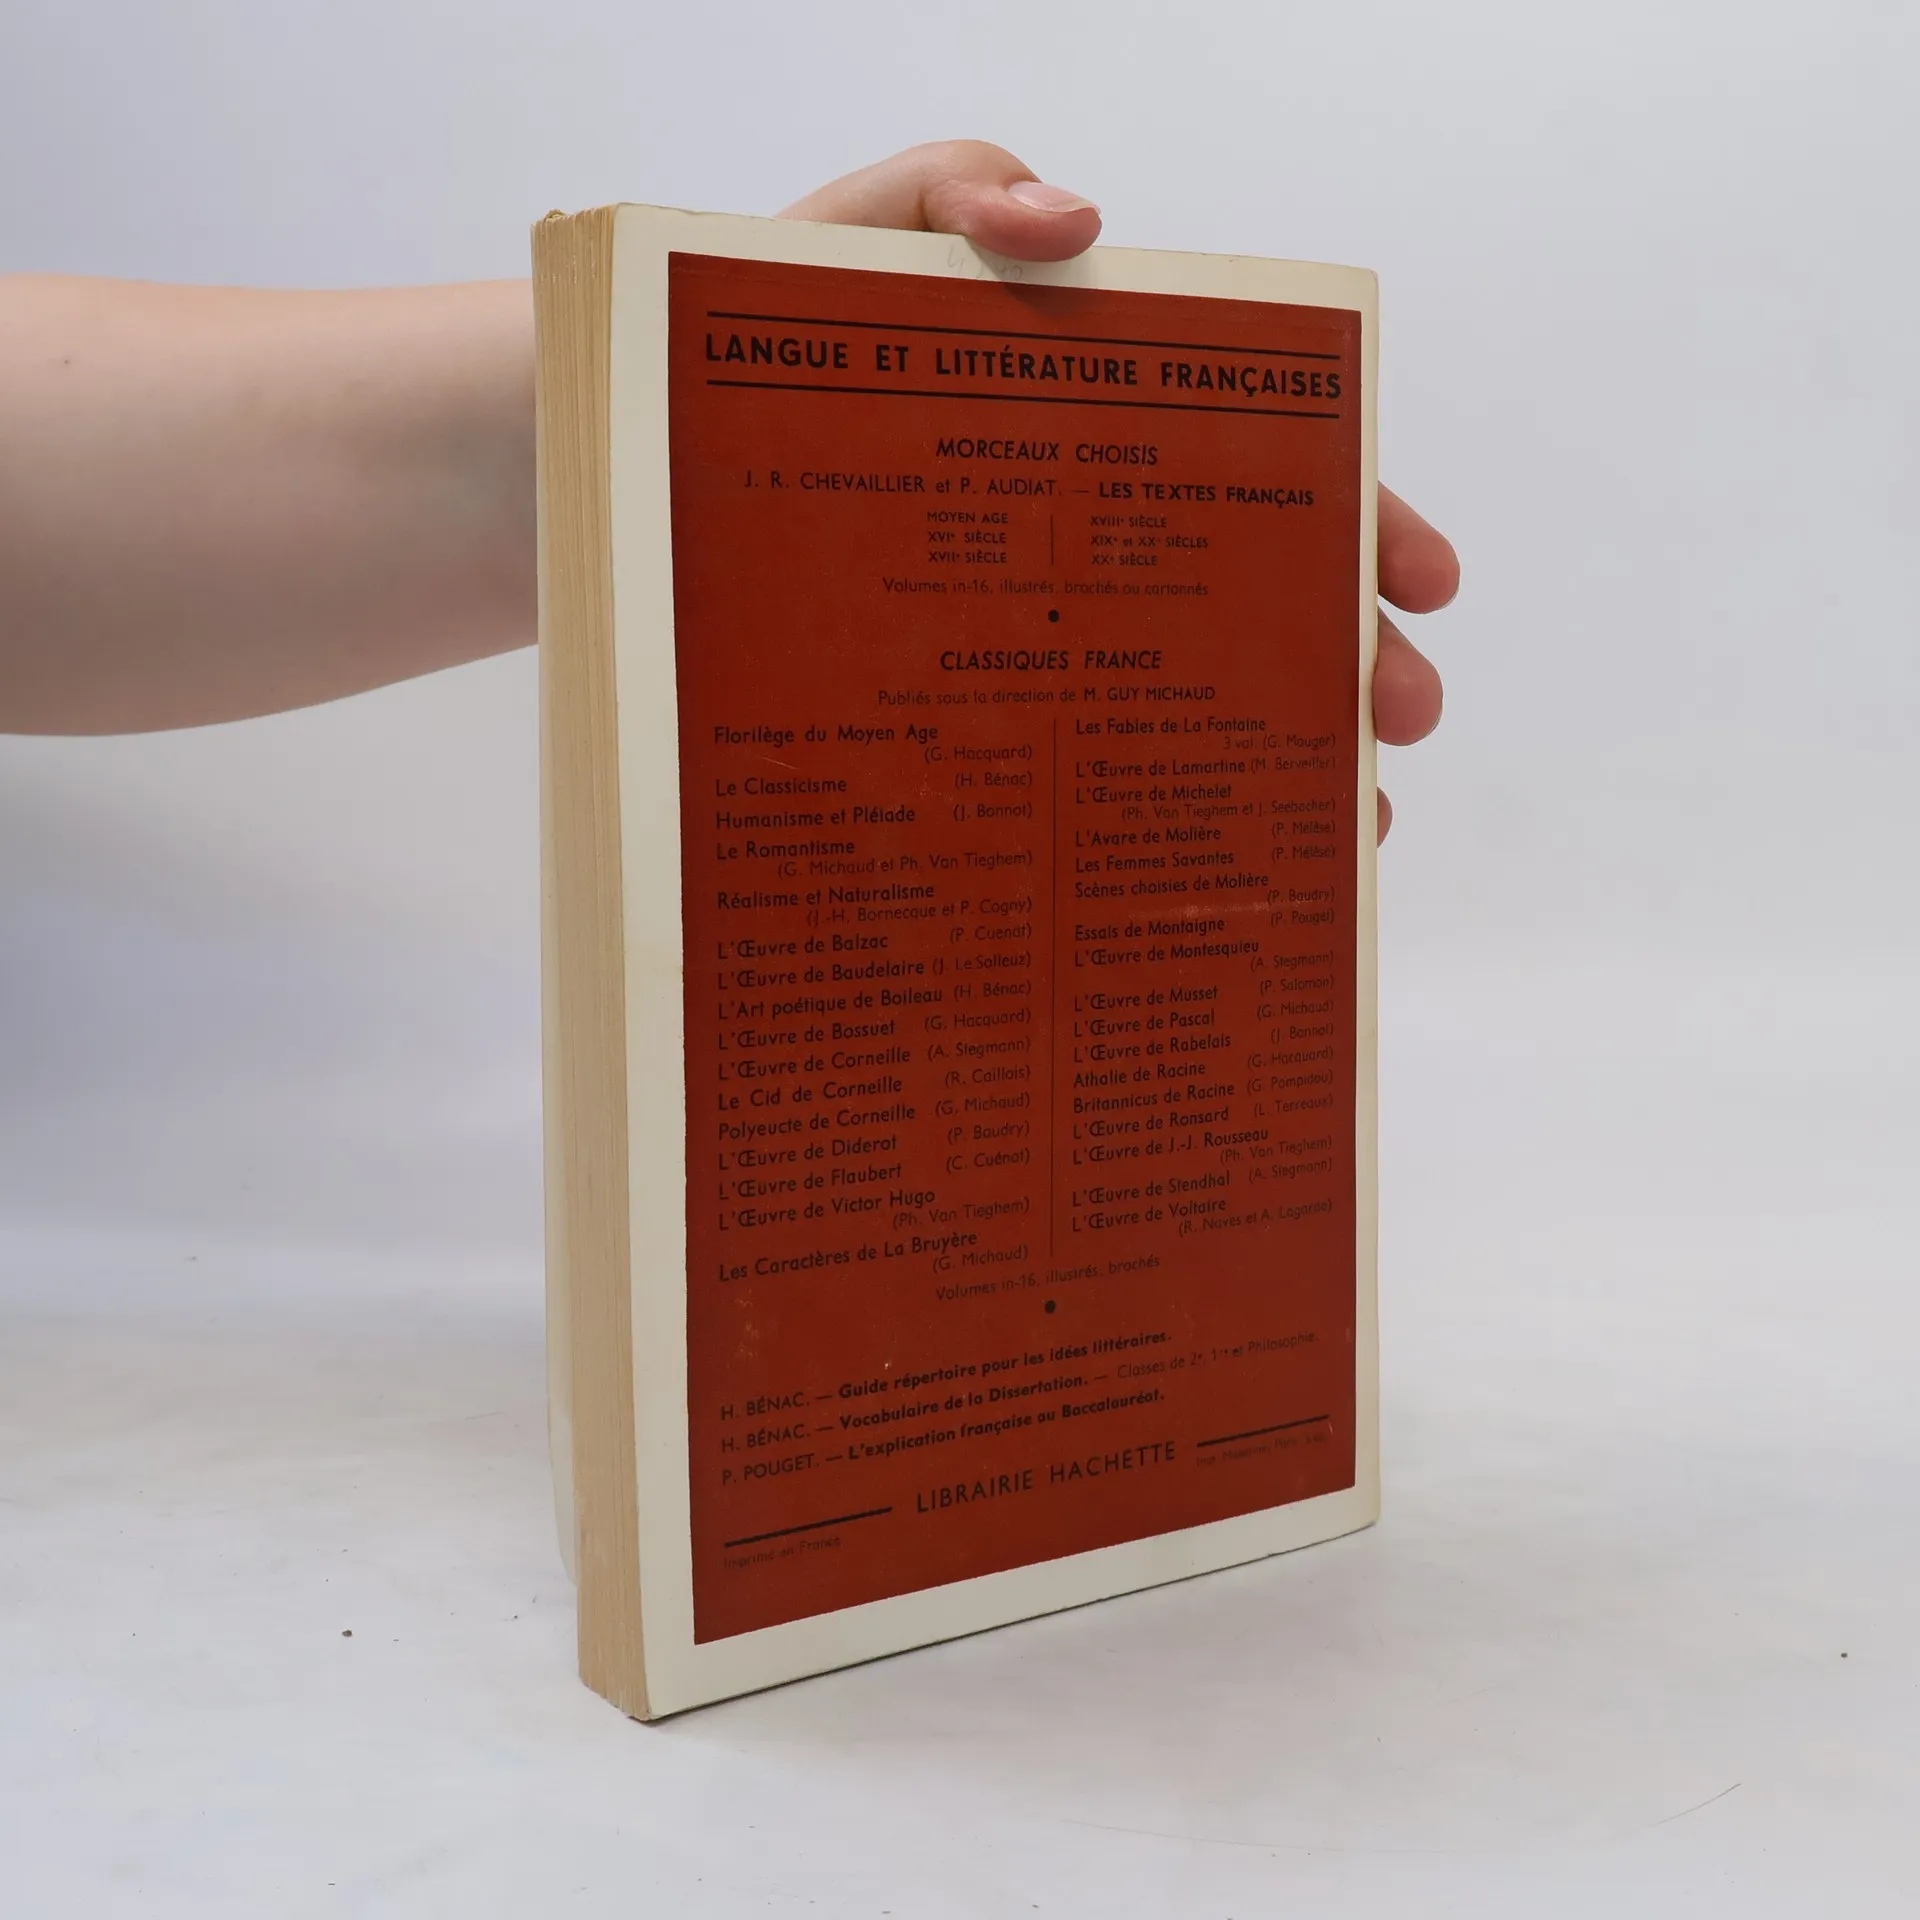 LANGUE ET LITTÉRATURE FRANÇAISES
MORCEAUX CHOISIS
J. R. CHEVAILLIER et P. AUDIAT. — LES TEXTES FRANÇAIS
MOYEN AGE
XVIe SIÈCLE
XVIIe SIÈCLE
XVIIIe SIÈCLE
XIXe et XXe SIÈCLES
XXe SIÈCLE
Volumes in-16, illustrés, brochés ou cartonnés
CLASSIQUES FRANCE
Publiés sous la direction de M. GUY MICHAUD
Florilège du Moyen Age
(G. Hacquard)
Le Classicisme (H. Bénac)
Humanisme et Pléiade (J. Bonnot)
Le Romantisme
(G. Michaud et Ph. Van Tieghem)
Réalisme et Naturalisme
(J.-H. Bornecque et P. Cogny)
L'Œuvre de Balzac (P. Cuenat)
L'Œuvre de Baudelaire (J. Le Salleuz)
L'Art poétique de Boileau (H. Bénac)
L'Œuvre de Bossuet (G. Hacquard)
L'Œuvre de Corneille (A. Stegmann)
Le Cid de Corneille (R. Caillois)
Polyeucte de Corneille (G. Michaud)
L'Œuvre de Diderot (P. Baudry)
L'Œuvre de Flaubert (C. Cuénot)
L'Œuvre de Victor Hugo
(Ph. Van Tieghem)
Les Caractères de La Bruyère
(G. Michaud)
Les Fables de La Fontaine
3 vol. (G. Mauger)
L'Œuvre de Lamartine (M. Berveiller)
L'Œuvre de Michelet
(Ph. Van Tieghem et J. Seebacher)
L'Avare de Molière (P. Mélèse)
Les Femmes Savantes (P. Mélèse)
Scènes choisies de Molière
(P. Baudry)
Essais de Montaigne (P. Pouget)
L'Œuvre de Montesquieu
(A. Stegmann)
L'Œuvre de Musset (P. Salomon)
L'Œuvre de Pascal (G. Michaud)
L'Œuvre de Rabelais (J. Bonnot)
Athalie de Racine (G. Hacquard)
Britannicus de Racine (G. Pompidou)
L'Œuvre de Ronsard (L. Terreaux)
L'Œuvre de J.-J. Rousseau
(Ph. Van Tieghem)
L'Œuvre de Stendhal (A. Stegmann)
L'Œuvre de Voltaire
(R. Naves et A. Lagarde)
Volumes in-16, illustrés, brochés
H. BÉNAC. — Guide répertoire pour les idées littéraires.
H. BÉNAC. — Vocabulaire de la Dissertation. — Classes de 2e, 1re et Philosophie.
P. POUGET. — L'explication française au Baccalauréat.
LIBRAIRIE HACHETTE
Imprimé en France